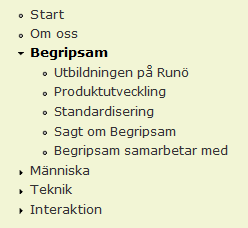 Start
Om oss
Begripsam
Utbildningen på Runö
Produktutveckling
Standardisering
Sagt om Begripsam
Begripsam samarbetar med
Människa
Teknik
Interaktion